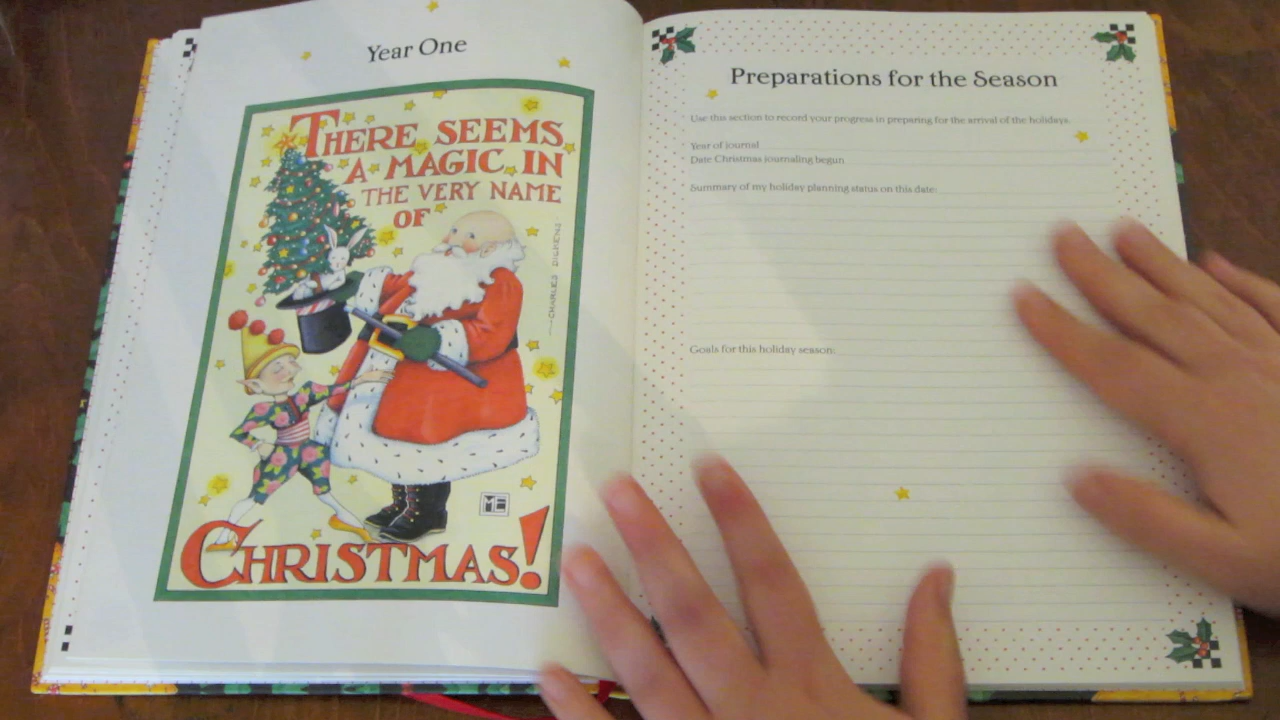 Year One
THERE SEEMS
A MAGIC IN
THE VERY NAME
OF
—CHARLES DICKENS
ME
CHRISTMAS!
Preparations for the Season
Use this section to record your progress in preparing for the arrival of the holidays.
Year of journal
Date Christmas journaling begun
Summary of my holiday planning status on this date:
Goals for this holiday season: